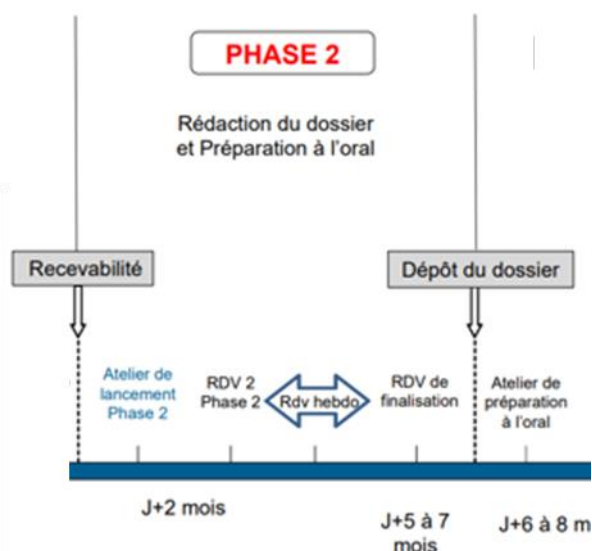 PHASE 2
Rédaction du dossier
et Préparation à l'oral
Recevabilité
Dépôt du dossier
Atelier de
lancement
Phase 2
RDV 2
Phase 2
Rdv hebdo
RDV de
finalisation
Atelier de
préparation
à l'oral
J+2 mois
J+5 à 7
mois
J+6 à 8 m